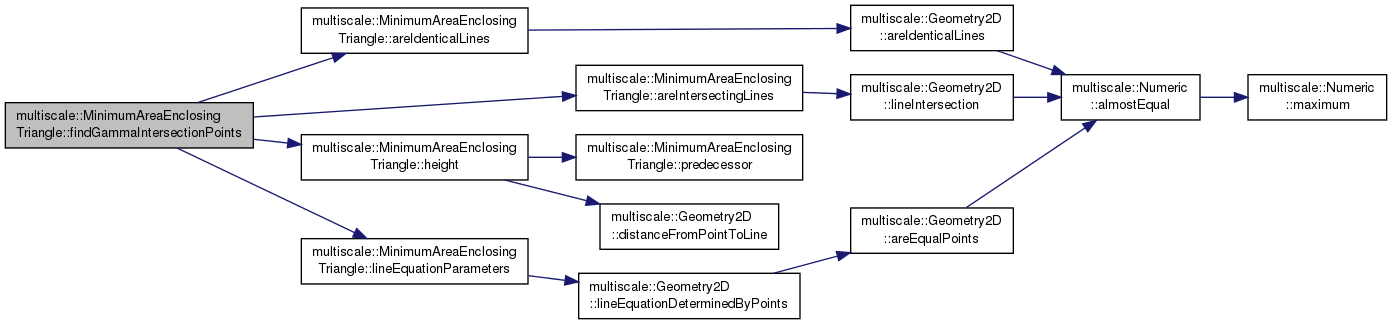 multiscale::MinimumAreaEnclosing
Triangle::findGammaIntersectionPoints
multiscale::MinimumAreaEnclosing
Triangle::areIdenticalLines
multiscale::MinimumAreaEnclosing
Triangle::areIntersectingLines
multiscale::MinimumAreaEnclosing
Triangle::height
multiscale::MinimumAreaEnclosing
Triangle::predecessor
multiscale::Geometry2D
::distanceFromPointToLine
multiscale::MinimumAreaEnclosing
Triangle::lineEquationParameters
multiscale::Geometry2D
::lineEquationDeterminedByPoints
multiscale::Geometry2D
::areIdenticalLines
multiscale::Geometry2D
::lineIntersection
multiscale::Geometry2D
::areEqualPoints
multiscale::Numeric
::almostEqual
multiscale::Numeric
::maximum